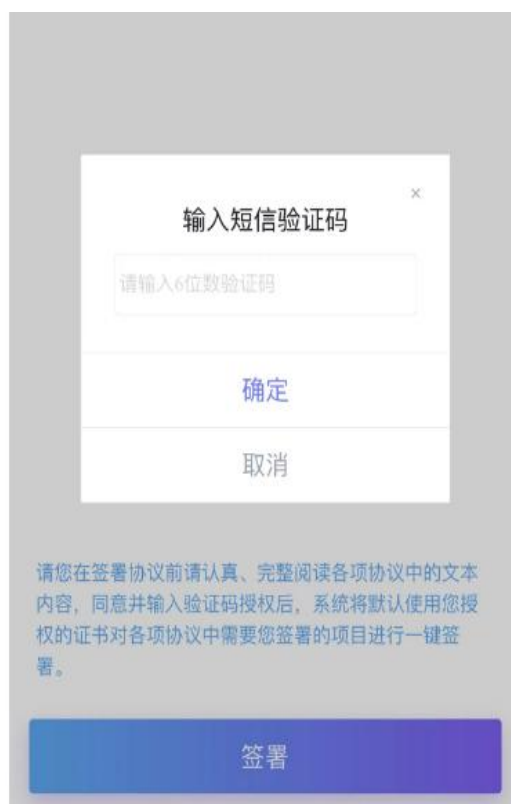 ×
输入短信验证码
请输入6位数验证码
确定
取消
请您在签署协议前请认真、完整阅读各项协议中的文本
内容，同意并输入验证码授权后，系统将默认使用您授
权的证书对各项协议中需要您签署的项目进行一键签
署。
签署